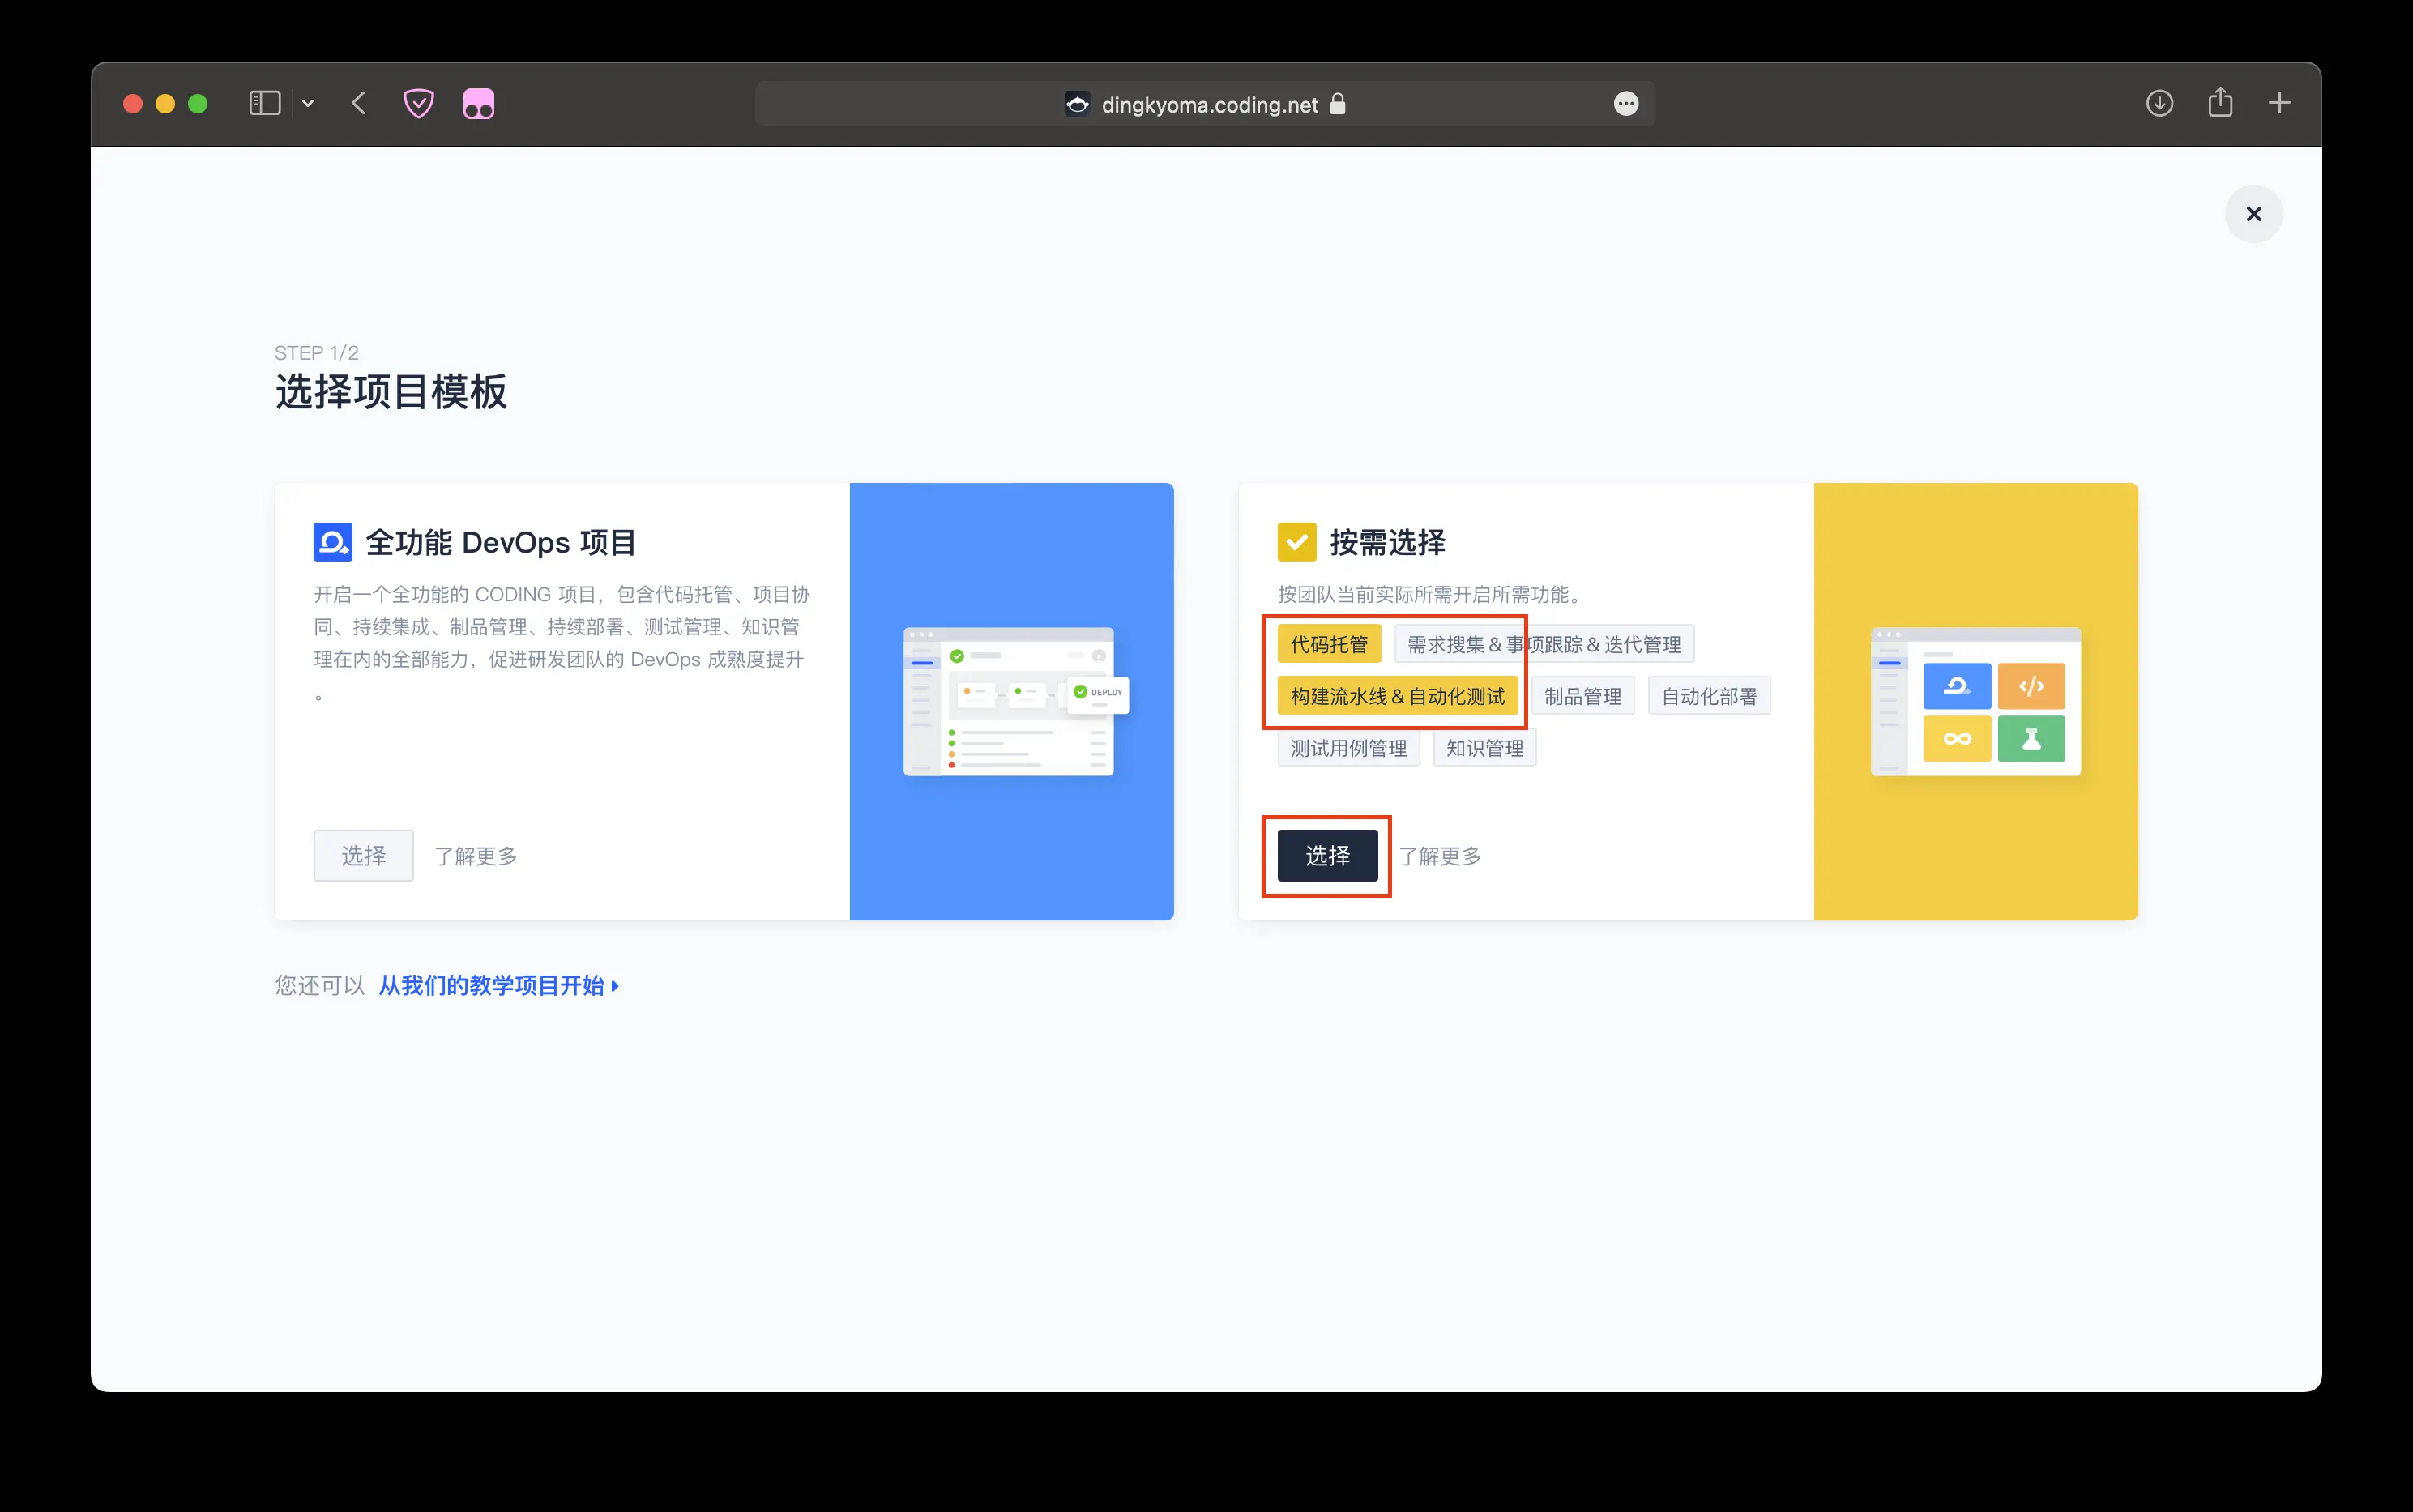 dingkyoma.coding.net
STEP 1/2
选择项目模板
全功能 DevOps 项目
开启一个全功能的 CODING 项目，包含代码托管、项目协
同、持续集成、制品管理、持续部署、测试管理、知识管
理在内的全部能力，促进研发团队的 DevOps 成熟度提升
。
选择 了解更多
DEPLOY
按需选择
按团队当前实际所需开启所需功能。
代码托管 需求搜集＆事项跟踪＆迭代管理
构建流水线＆自动化测试 制品管理 自动化部署
测试用例管理 知识管理
选择 了解更多
</>
您还可以 从我们的教学项目开始